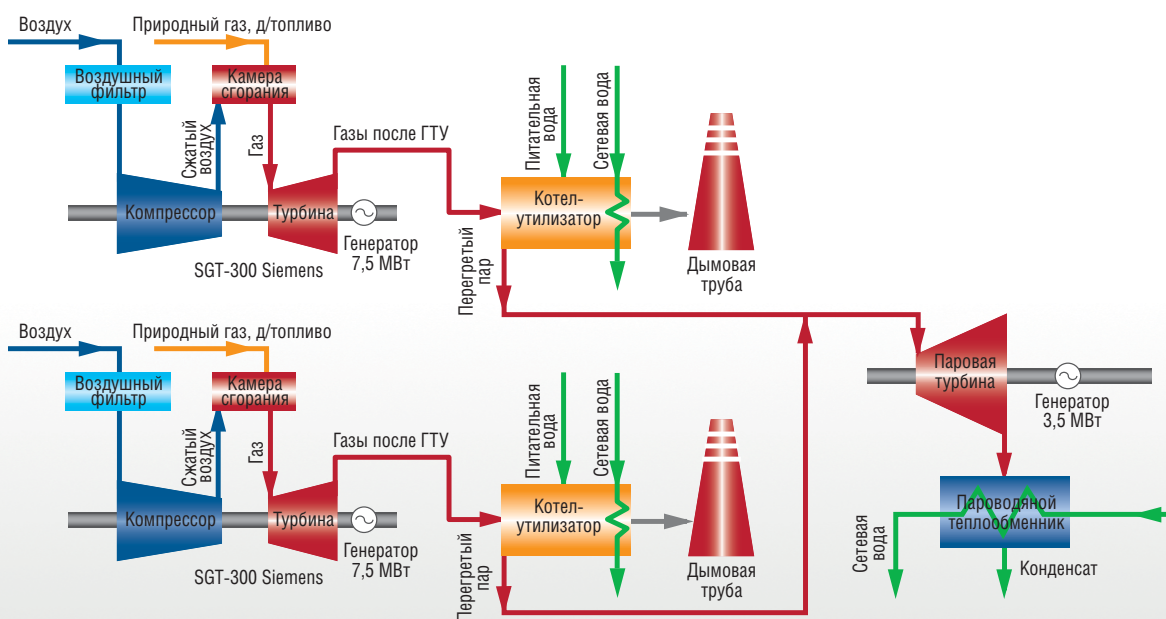 Воздух
Природный газ, д/топливо
Воздушный
фильтр
Камера
сгорания
Сжатый
воздух
Газ
Газы после ГТУ
Питательная
вода
Сетевая вода
Компрессор
Турбина
Котел-
утилизатор
Генератор
7,5 МВт
SGT-300 Siemens
Перегретый
пар
Дымовая
труба
Воздух
Природный газ, д/топливо
Воздушный
фильтр
Камера
сгорания
Сжатый
воздух
Газ
Газы после ГТУ
Питательная
вода
Сетевая вода
Компрессор
Турбина
Котел-
утилизатор
Генератор
7,5 МВт
SGT-300 Siemens
Перегретый
пар
Дымовая
труба
Паровая
турбина
Генератор
3,5 МВт
Пароводяной
теплообменник
Сетевая
вода
Конденсат